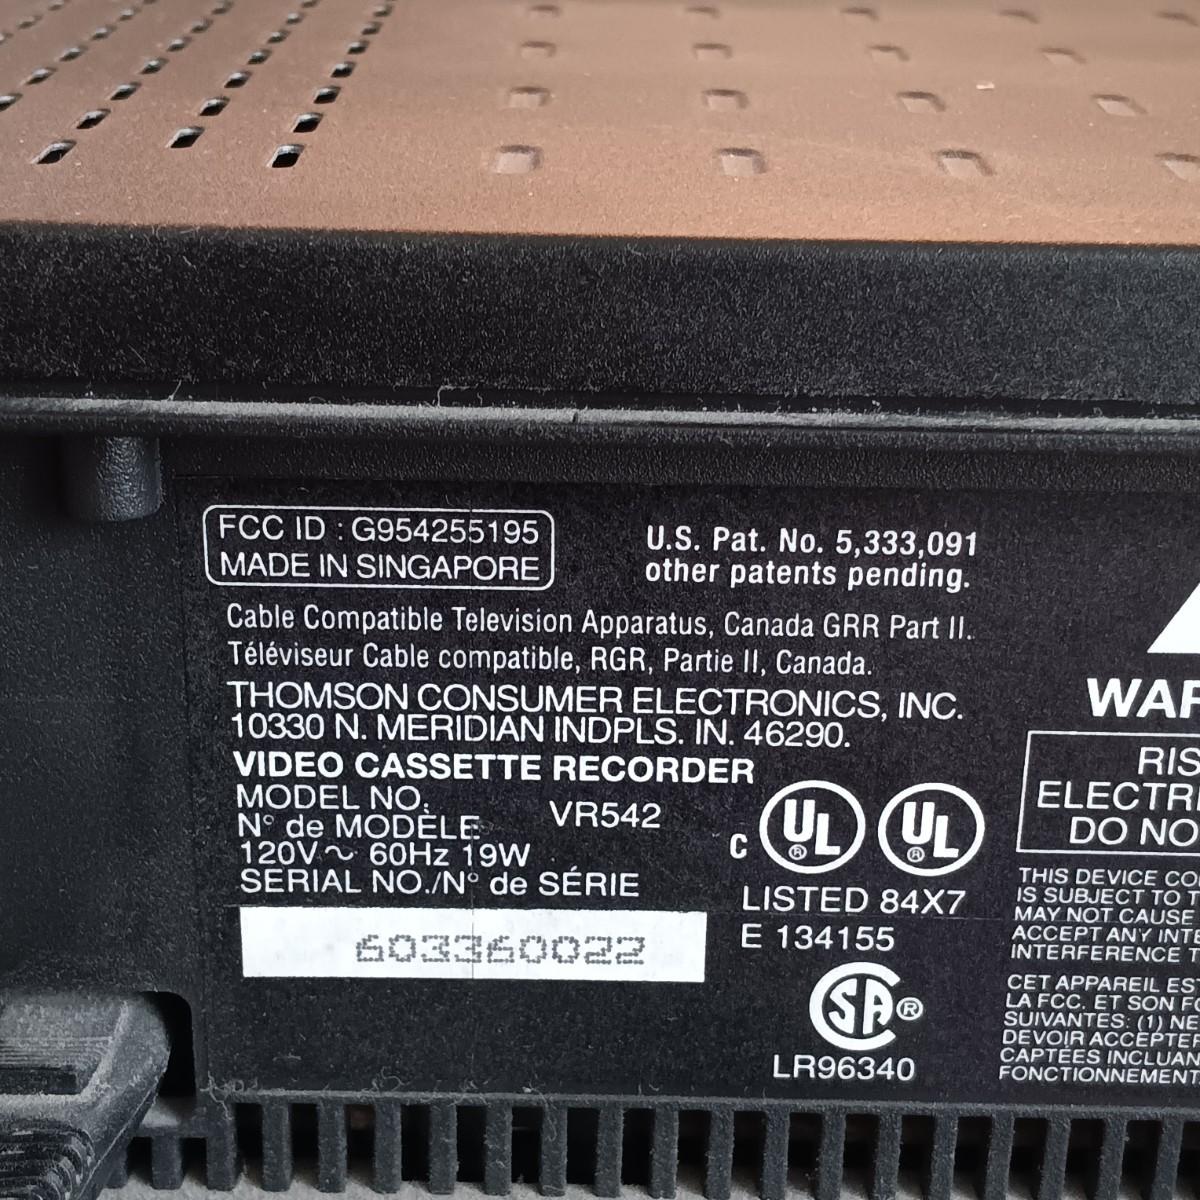 FCC ID : G954255195
MADE IN SINGAPORE
U.S. Pat. No. 5,333,091
other patents pending.
Cable Compatible Television Apparatus, Canada GRR Part II.
Téléviseur Cable compatible, RGR, Partie II, Canada.
THOMSON CONSUMER ELECTRONICS, INC.
10330 N. MERIDIAN INDPLS. IN. 46290.
VIDEO CASSETTE RECORDER
MODEL NO.
N° de MODÈLE
VR542
120V~ 60Hz 19W
SERIAL NO./N° de SÉRIE
603360022
C UL ® UL ®
LISTED 84X7
E 134155
SA ®
LR96340
ELECTRI
DO NO
THIS DEVICE CO
IS SUBJECT TO T
MAY NOT CAUSE
ACCEPT ANY INTE
INTERFERENCE T
CET APPAREIL EST
LA FCC. ET SON FO
SUIVANTES: (1) NE
DEVOIR ACCEPTER
CAPTÉES INCLUAN
FONCTIONNEMENT